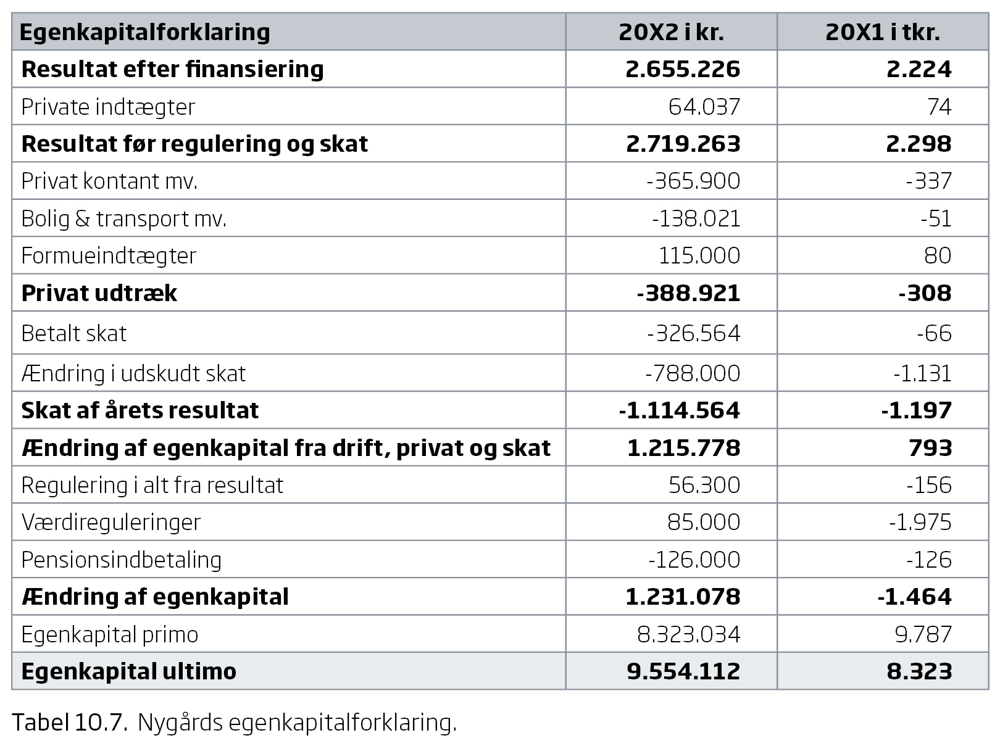 Egenkapitalforklaring 20X2 i kr. 20X1 i tkr.
Resultat efter finansiering 2.655.226 2.224
Private indtægter 64.037 74
Resultat før regulering og skat 2.719.263 2.298
Privat kontant mv. -365.900 -337
Bolig & transport mv. -138.021 -51
Formueindtægter 115.000 80
Privat udtræk -388.921 -308
Betalt skat -326.564 -66
Ændring i udskudt skat -788.000 -1.131
Skat af årets resultat -1.114.564 -1.197
Ændring af egenkapital fra drift, privat og skat 1.215.778 793
Regulering i alt fra resultat 56.300 -156
Værdireguleringer 85.000 -1.975
Pensionsindbetaling -126.000 -126
Ændring af egenkapital 1.231.078 -1.464
Egenkapital primo 8.323.034 9.787
Egenkapital ultimo 9.554.112 8.323
Tabel 10.7. Nygårds egenkapitalforklaring.